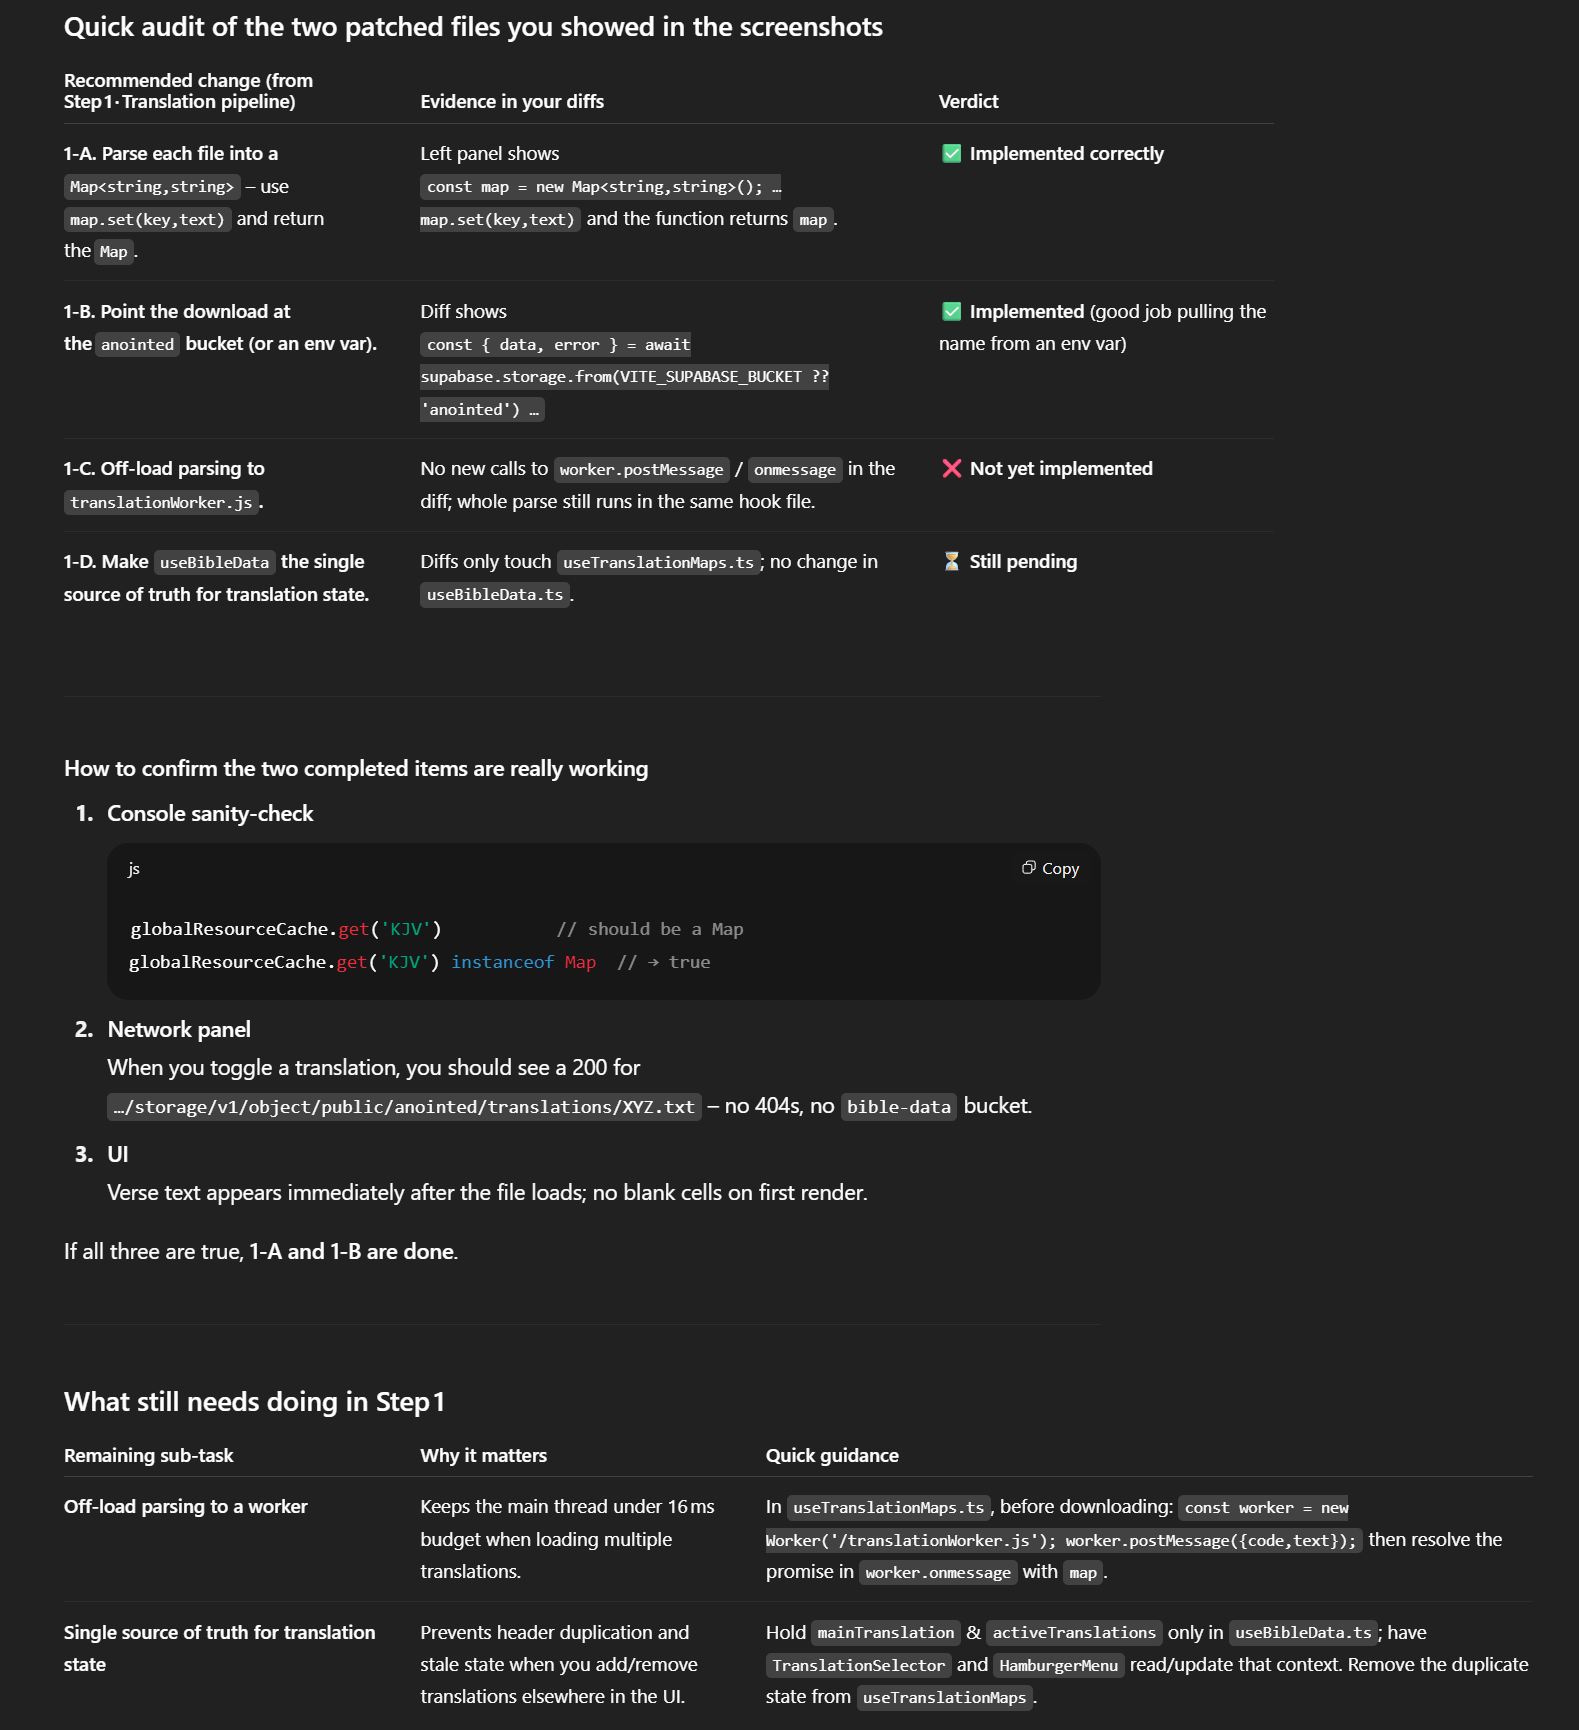 Quick audit of the two patched files you showed in the screenshots
Recommended change (from
Step 1 · Translation pipeline)
Evidence in your diffs
Verdict
1-A. Parse each file into a
Map<string,string> – use
map.set(key,text) and return
the Map.
Left panel shows
const map = new Map<string,string>(); …
map.set(key,text) and the function returns map.
✅ Implemented correctly
1-B. Point the download at
the anointed bucket (or an env var).
Diff shows
const { data, error } = await
supabase.storage.from(VITE_SUPABASE_BUCKET ??
'anointed') …
✅ Implemented (good job pulling the
name from an env var)
1-C. Off-load parsing to
translationWorker.js.
No new calls to worker.postMessage / onmessage in the
diff; whole parse still runs in the same hook file.
❌ Not yet implemented
1-D. Make useBibleData the single
source of truth for translation state.
Diffs only touch useTranslationMaps.ts; no change in
useBibleData.ts.
⏳ Still pending
How to confirm the two completed items are really working
1. Console sanity-check
js
Copy
globalResourceCache.get('KJV') // should be a Map
globalResourceCache.get('KJV') instanceof Map // → true
2. Network panel
When you toggle a translation, you should see a 200 for
…/storage/v1/object/public/anointed/translations/XYZ.txt – no 404s, no bible-data bucket.
3. UI
Verse text appears immediately after the file loads; no blank cells on first render.
If all three are true, 1-A and 1-B are done.
What still needs doing in Step 1
Remaining sub-task
Why it matters
Quick guidance
Off-load parsing to a worker
Keeps the main thread under 16 ms
budget when loading multiple
translations.
In useTranslationMaps.ts, before downloading: const worker = new
Worker('/translationWorker.js'); worker.postMessage({code,text}); then resolve the
promise in worker.onmessage with map.
Single source of truth for translation
state
Prevents header duplication and
stale state when you add/remove
translations elsewhere in the UI.
Hold mainTranslation & activeTranslations only in useBibleData.ts; have
TranslationSelector and HamburgerMenu read/update that context. Remove the duplicate
state from useTranslationMaps.